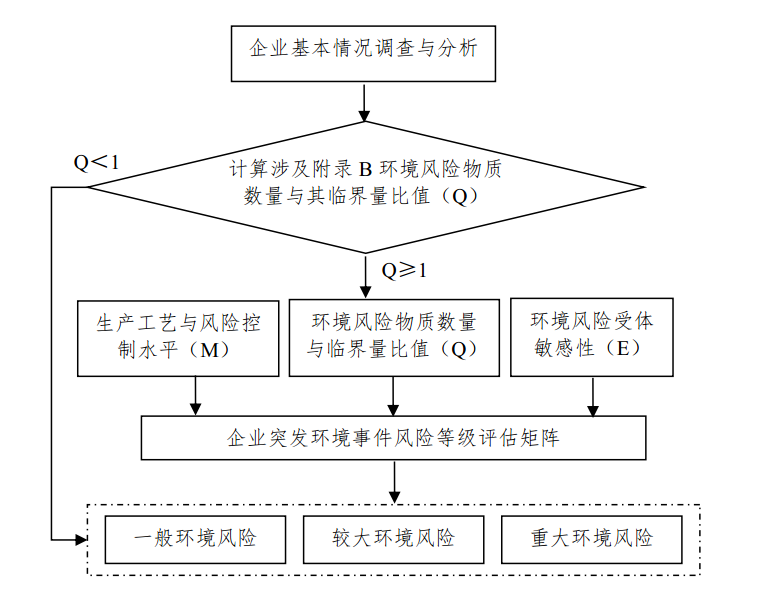 企业基本情况调查与分析
Q＜1
计算涉及附录 B 环境风险物质
数量与其临界量比值（Q）
Q≥1
生产工艺与风险控
制水平（M）
环境风险物质数量
与临界量比值（Q）
环境风险受体
敏感性（E）
企业突发环境事件风险等级评估矩阵
一般环境风险
较大环境风险
重大环境风险